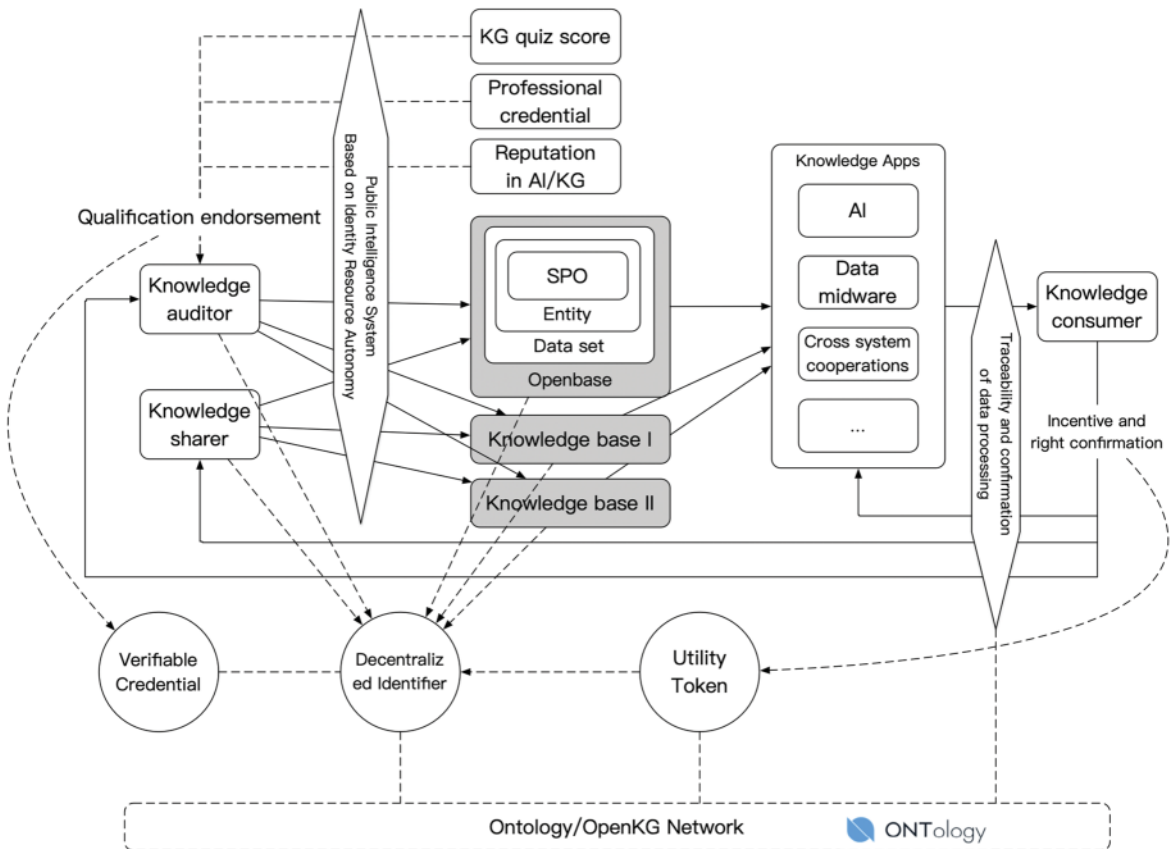 KG quiz score
Professional
credential
Reputation
in AI/KG
Public Intelligence System
Based on Identity Resource Autonomy
Qualification endorsement
Knowledge
auditor
Knowledge
sharer
SPO
Entity
Data set
Openbase
Knowledge base I
Knowledge base II
Knowledge Apps
AI
Data
midware
Cross system
cooperations
...
Traceability and confirmation
of data processing
Knowledge
consumer
Incentive and
right confirmation
Verifiable
Credential
Decentraliz
ed Identifier
Utility
Token
Ontology/OpenKG Network
ONTology